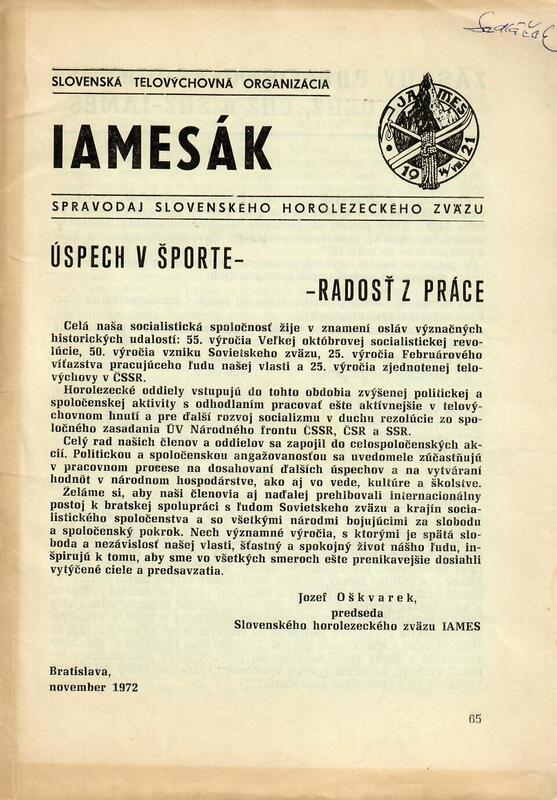 Sedláček
SLOVENSKÁ TELOVÝCHOVNÁ ORGANIZÁCIA
IAMESÁK
JAMES
19 21
SPRAVODAJ SLOVENSKÉHO HOROLEZECKÉHO ZVÄZU
ÚSPECH V ŠPORTE-
-RADOSŤ Z PRÁCE
Celá naša socialistická spoločnosť žije v znamení osláv význačných
historických udalostí: 55. výročia Veľkej októbrovej socialistickej revo-
lúcie, 50. výročia vzniku Sovietskeho zväzu, 25. výročia Februárového
víťazstva pracujúceho ľudu našej vlasti a 25. výročia zjednotenej telo-
výchovy v ČSSR.
Horolezecké oddiely vstupujú do tohto obdobia zvýšenej politickej a
spoločenskej aktivity s odhodlaním pracovať ešte aktívnejšie v telový-
chovnom hnutí a pre ďalší rozvoj socializmu v duchu rezolúcie zo spo-
ločného zasadania ÚV Národného frontu ČSSR, ČSR a SSR.
Celý rad našich členov a oddielov sa zapojil do celospoločenských ak-
cií. Politickou a spoločenskou angažovanosťou sa uvedomele zúčastňujú
v pracovnom procese na dosahovaní ďalších úspechov a na vytváraní
hodnôt v národnom hospodárstve, ako aj vo vede, kultúre a školstve.
Želáme si, aby naši členovia aj naďalej prehlbovali internacionálny
postoj k bratskej spolupráci s ľudom Sovietskeho zväzu a krajín socia-
listického spoločenstva a so všetkými národmi bojujúcimi za slobodu
a spoločenský pokrok. Nech významné výročia, s ktorými je spätá slo-
boda a nezávislosť našej vlasti, šťastný a spokojný život nášho ľudu, in-
špirujú k tomu, aby sme vo všetkých smeroch ešte prenikavejšie dosiahli
vytýčené ciele a predsavzatia.
Jozef Oškvarek,
predseda
Slovenského horolezeckého zväzu IAMES
Bratislava,
november 1972
65